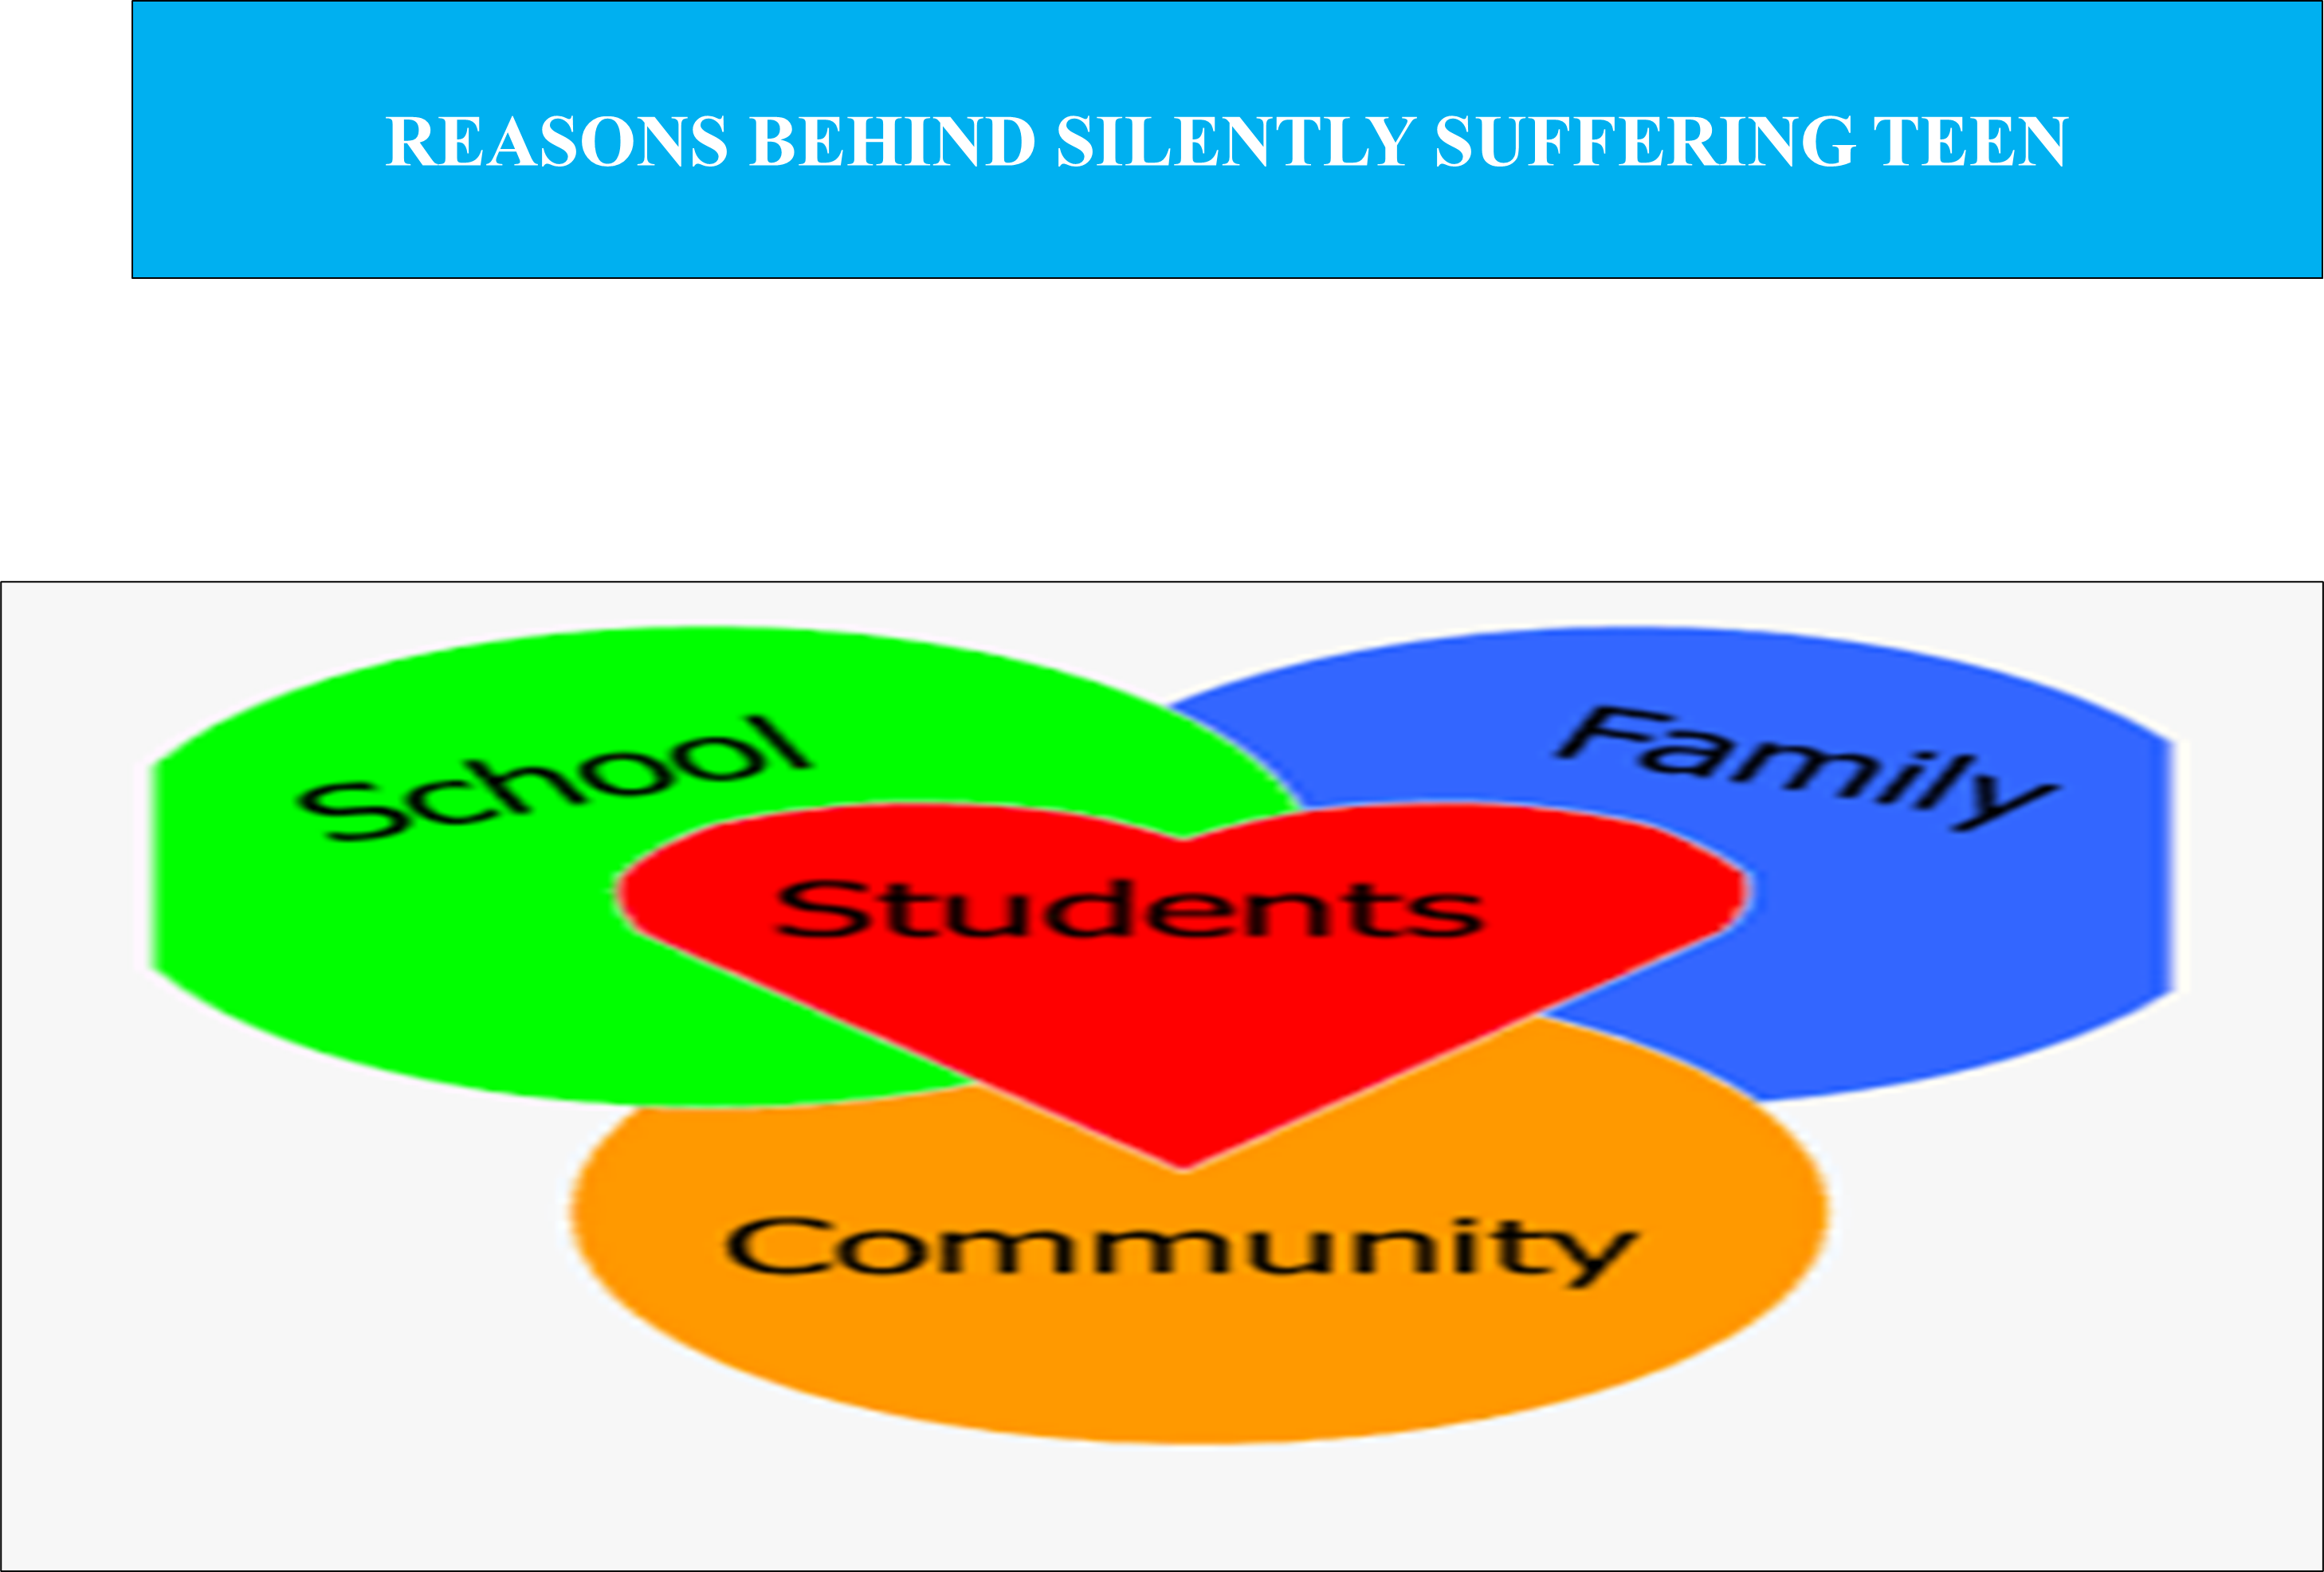 REASONS BEHIND SILENTLY SUFFERING TEEN
School
Family
Students
Community